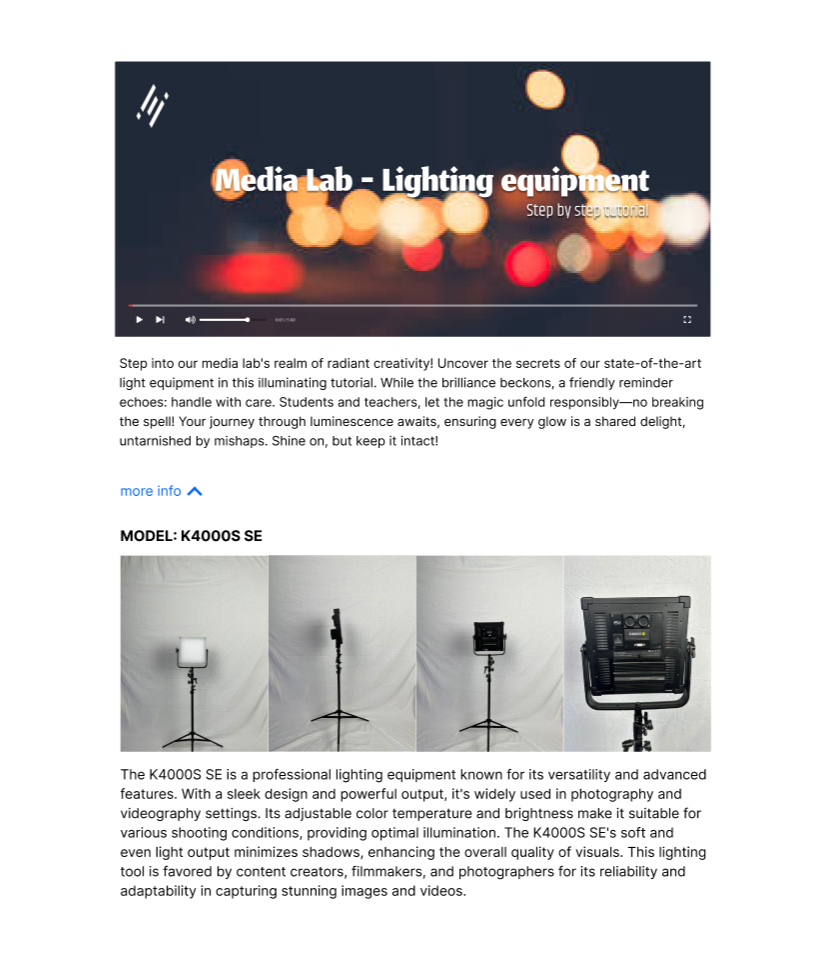 Media Lab - Lighting equipment
Step by step tutorial
Step into our media lab's realm of radiant creativity! Uncover the secrets of our state-of-the-art
light equipment in this illuminating tutorial. While the brilliance beckons, a friendly reminder
echoes: handle with care. Students and teachers, let the magic unfold responsibly—no breaking
the spell! Your journey through luminescence awaits, ensuring every glow is a shared delight,
untarnished by mishaps. Shine on, but keep it intact!
more info
MODEL: K4000S SE
The K4000S SE is a professional lighting equipment known for its versatility and advanced
features. With a sleek design and powerful output, it's widely used in photography and
videography settings. Its adjustable color temperature and brightness make it suitable for
various shooting conditions, providing optimal illumination. The K4000S SE's soft and
even light output minimizes shadows, enhancing the overall quality of visuals. This lighting
tool is favored by content creators, filmmakers, and photographers for its reliability and
adaptability in capturing stunning images and videos.